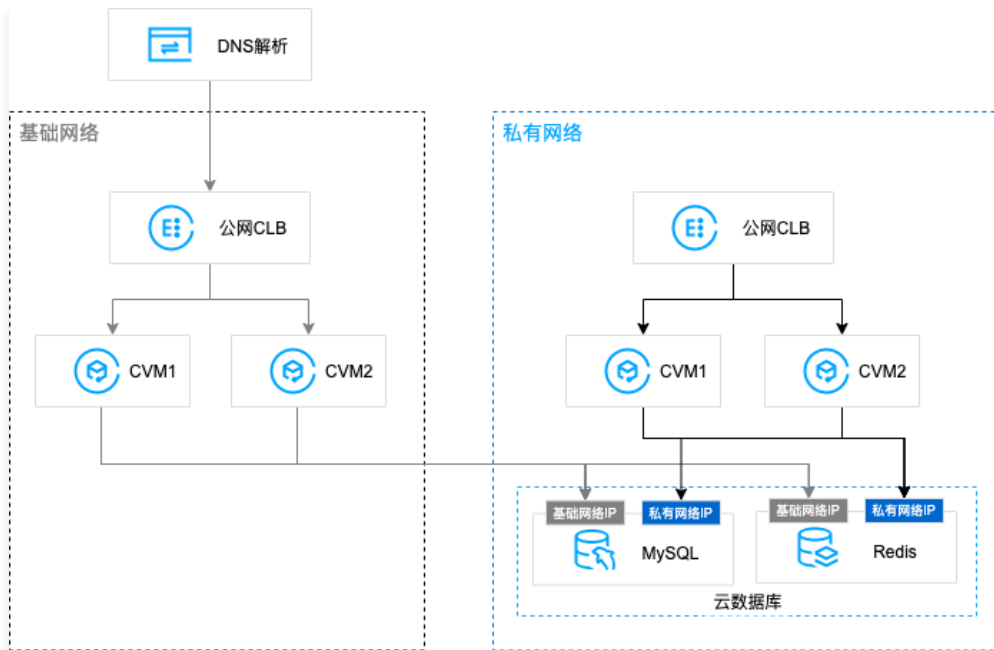 DNS解析
基础网络
公网CLB
CVM1
CVM2
私有网络
公网CLB
CVM1
CVM2
基础网络IP
私有网络IP
MySQL
基础网络IP
私有网络IP
Redis
云数据库